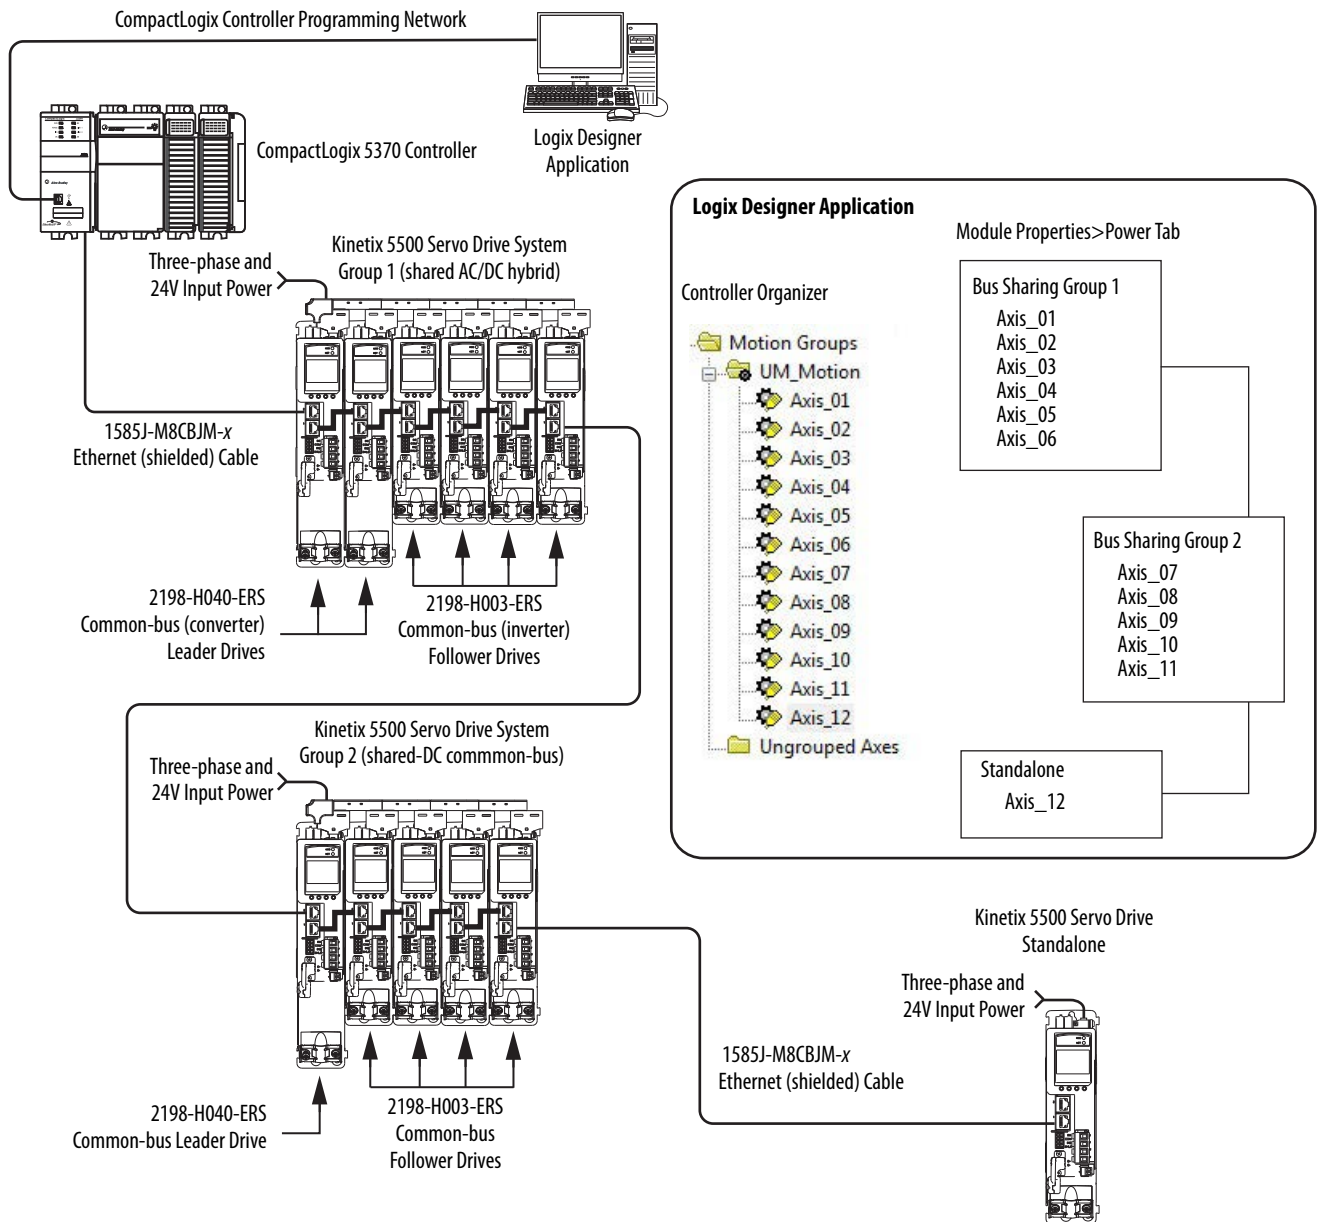 CompactLogix Controller Programming Network
Logix Designer
Application
CompactLogix 5370 Controller
Kinetix 5500 Servo Drive System
Group 1 (shared AC/DC hybrid)
Three-phase and
24V Input Power
1585J-M8CBJM-x
Ethernet (shielded) Cable
2198-H040-ERS
Common-bus (converter)
Leader Drives
2198-H003-ERS
Common-bus (inverter)
Follower Drives
Kinetix 5500 Servo Drive System
Group 2 (shared-DC commmon-bus)
Three-phase and
24V Input Power
2198-H040-ERS
Common-bus Leader Drive
2198-H003-ERS
Common-bus
Follower Drives
1585J-M8CBJM-x
Ethernet (shielded) Cable
Kinetix 5500 Servo Drive
Standalone
Three-phase and
24V Input Power
Logix Designer Application
Module Properties>Power Tab
Controller Organizer
Motion Groups
UM_Motion
Axis_01
Axis_02
Axis_03
Axis_04
Axis_05
Axis_06
Axis_07
Axis_08
Axis_09
Axis_10
Axis_11
Axis_12
Ungrouped Axes
Bus Sharing Group 1
Axis_01
Axis_02
Axis_03
Axis_04
Axis_05
Axis_06
Bus Sharing Group 2
Axis_07
Axis_08
Axis_09
Axis_10
Axis_11
Standalone
Axis_12